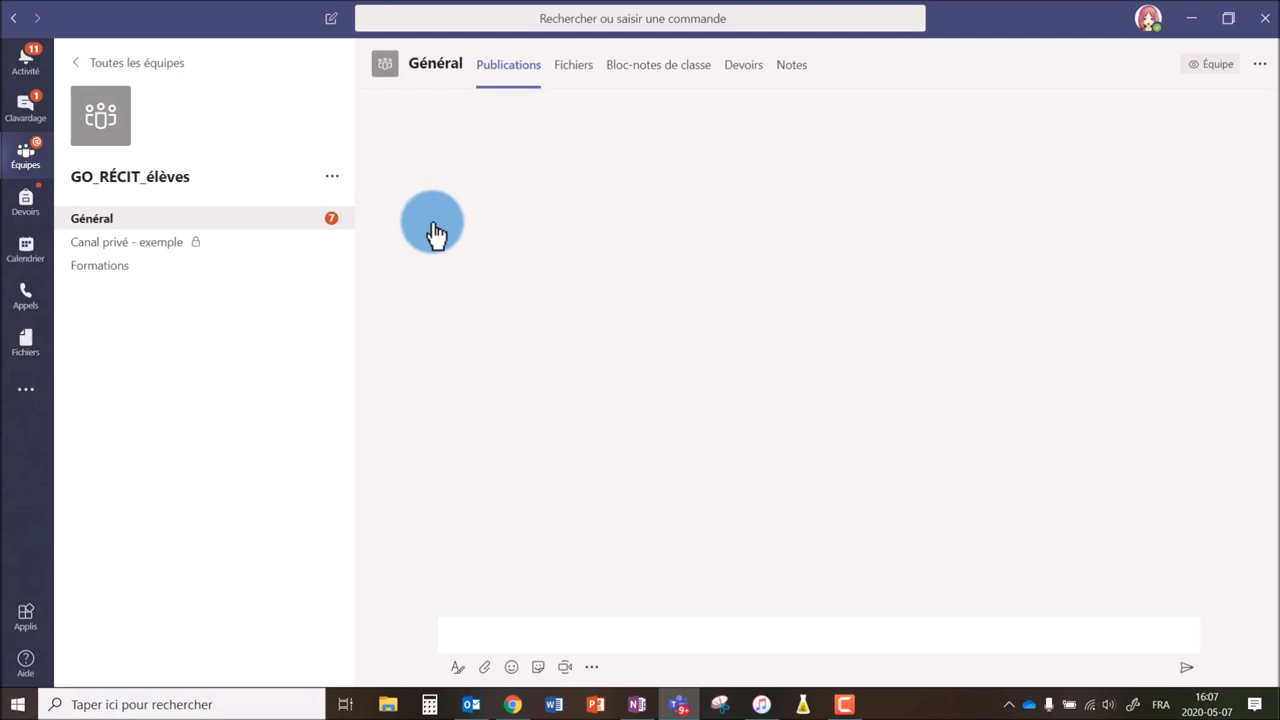 Rechercher ou saisir une commande
11
Activité
1
Clavardage
Équipes
Devoirs
Calendrier
Appels
Fichiers
Applis
Aide
Toutes les équipes
GO_RÉCIT_élèves
Général 7
Canal privé - exemple
Formations
Général Publications Fichiers Bloc-notes de classe Devoirs Notes Équipe
Taper ici pour rechercher
9+
FRA
16:07
2020-05-07